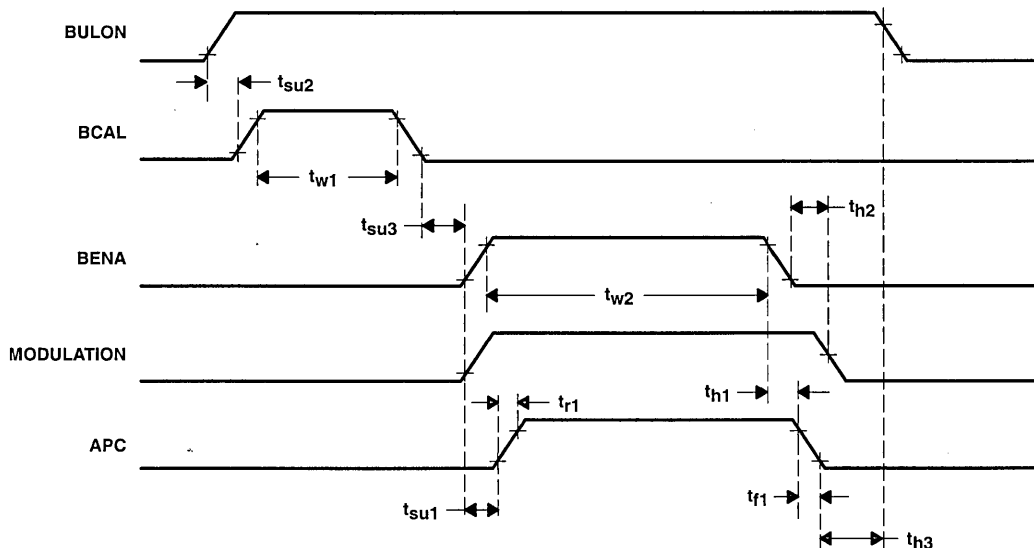 BULON
tsu2
BCAL
tw1
tsu3
th2
BENA
tw2
MODULATION
th1
tr1
APC
tsu1
tf1
th3